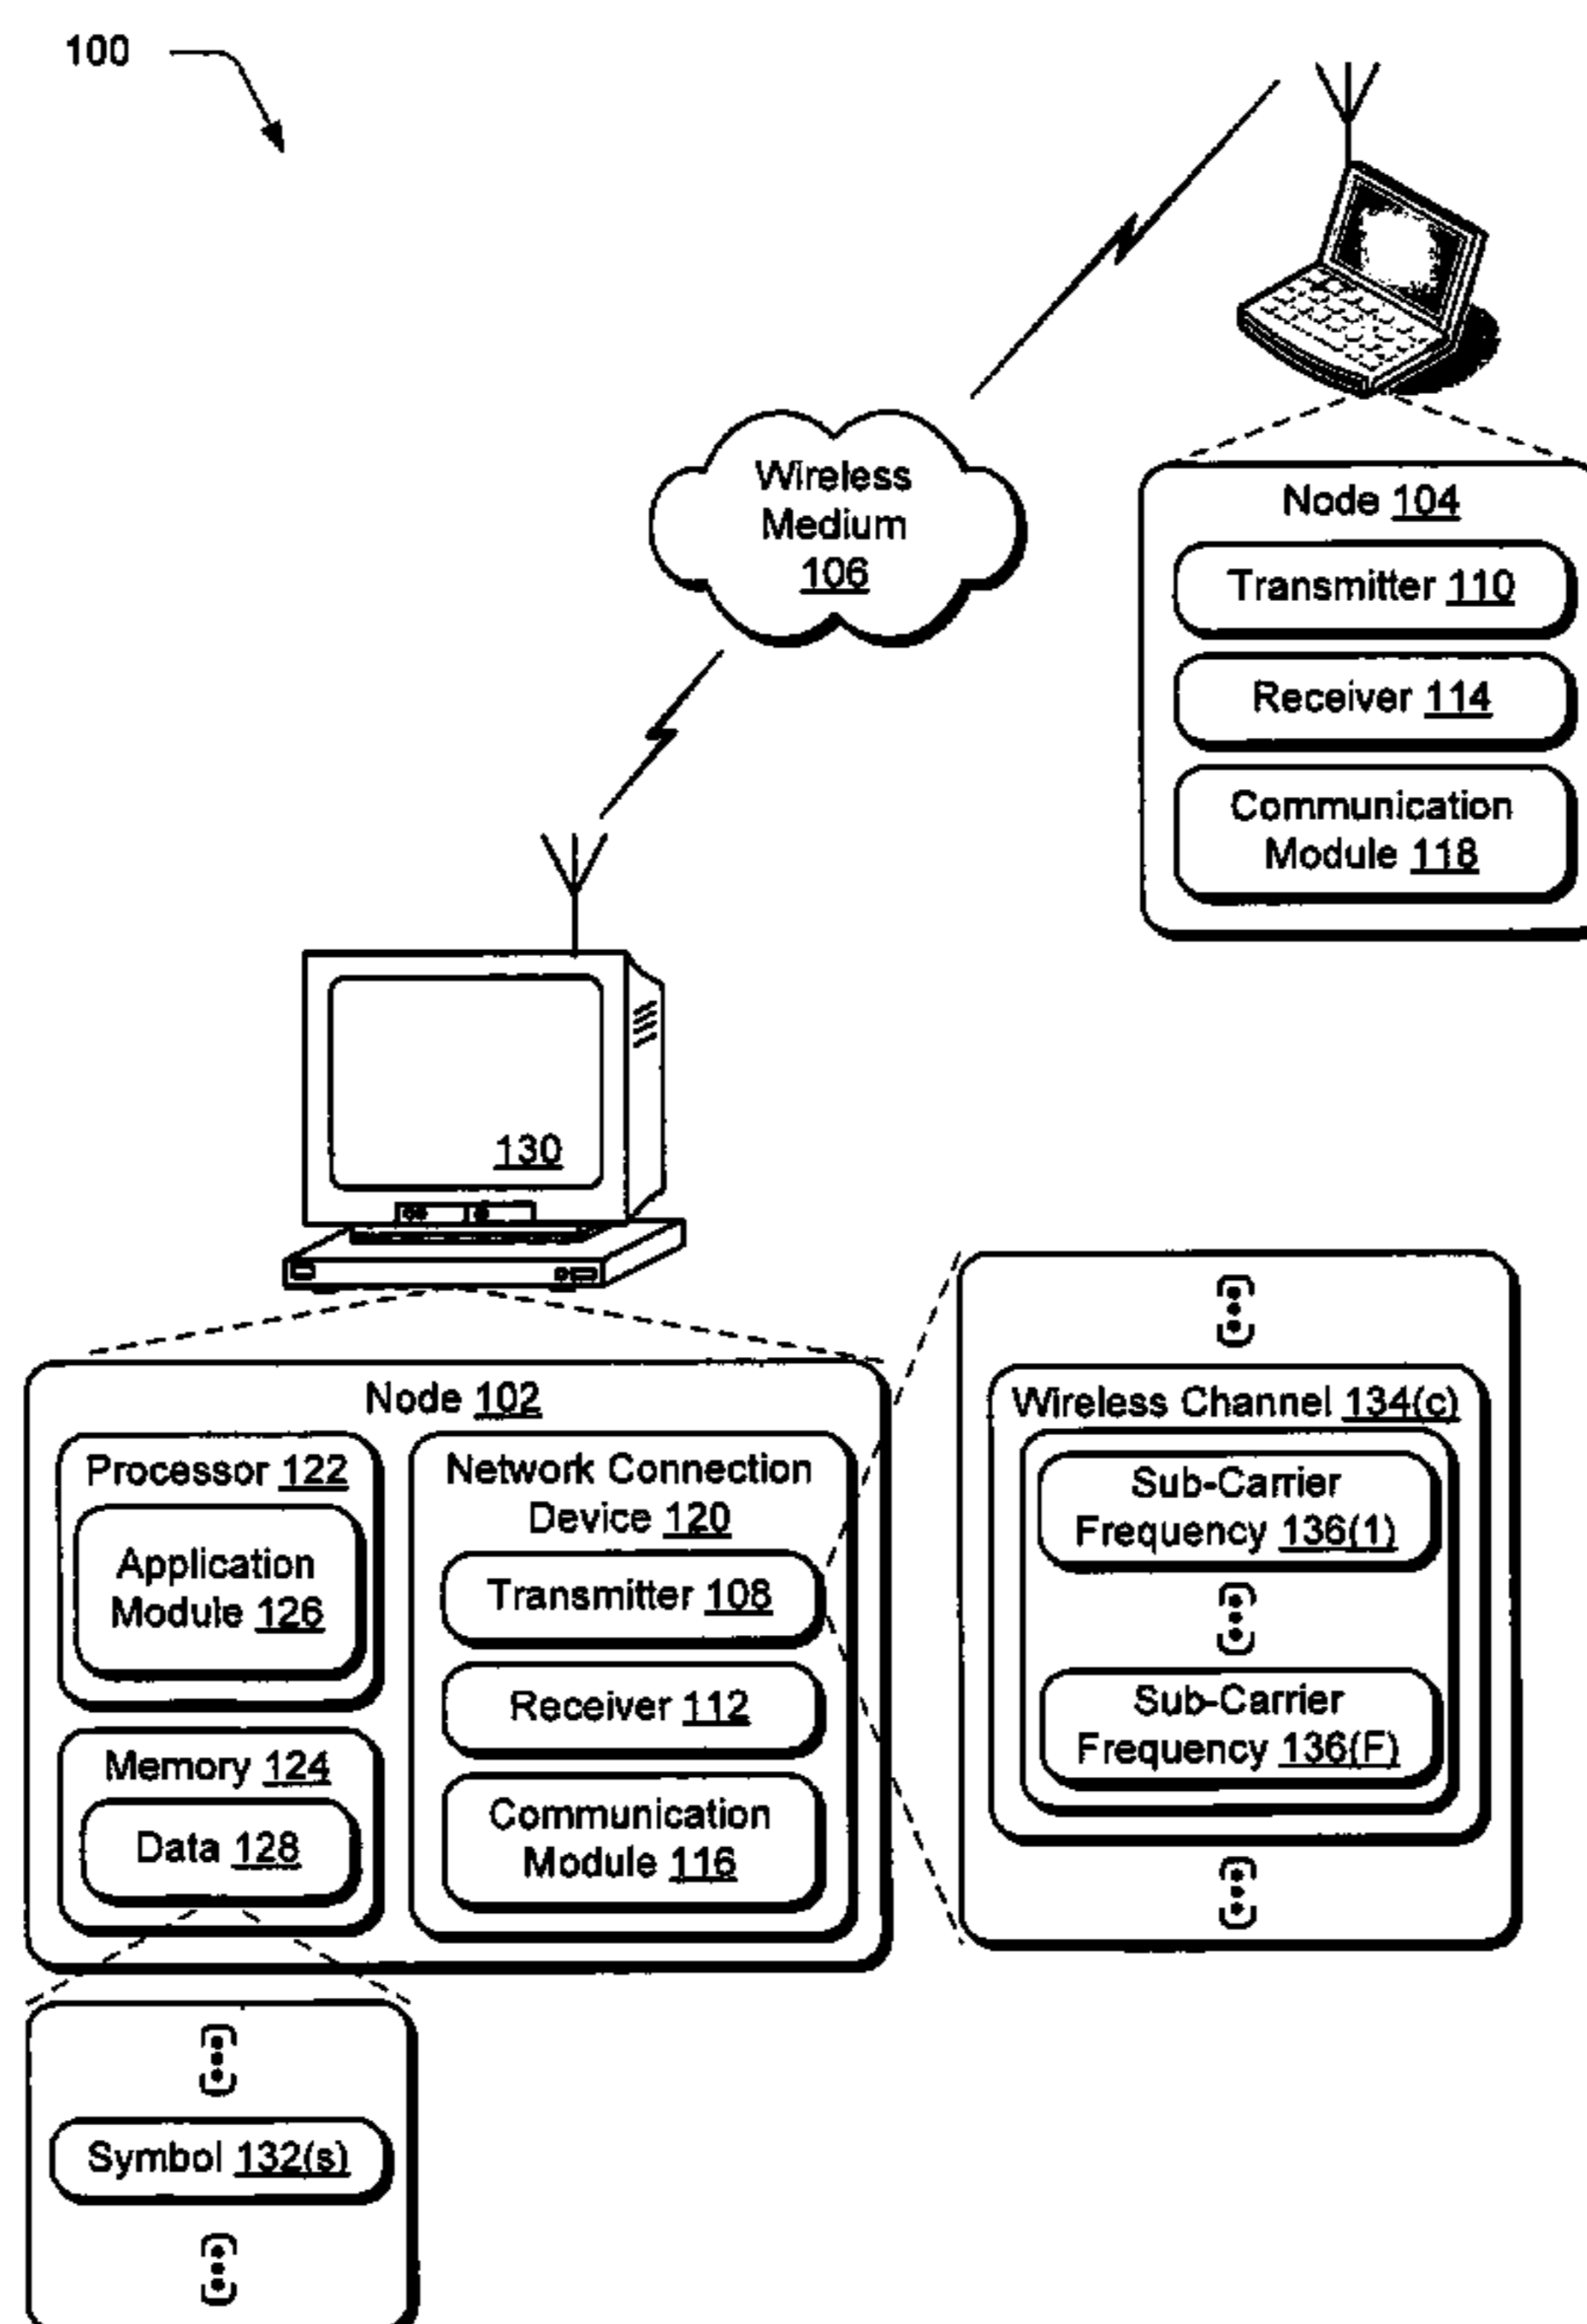 100
Wireless
Medium
106
Node 104
Transmitter 110
Receiver 114
Communication
Module 118
130
Node 102
Processor 122
Application
Module 126
Memory 124
Data 128
Network Connection
Device 120
Transmitter 108
Receiver 112
Communication
Module 116
Wireless Channel 134(c)
Sub-Carrier
Frequency 136(1)
Sub-Carrier
Frequency 136(F)
Symbol 132(s)